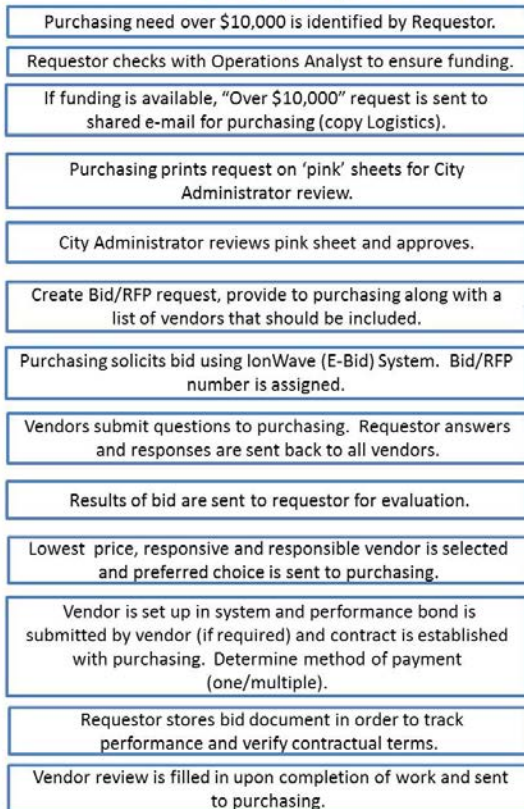 Purchasing need over $10,000 is identified by Requestor.
Requestor checks with Operations Analyst to ensure funding.
If funding is available, “Over $10,000” request is sent to
shared e-mail for purchasing (copy Logistics).
Purchasing prints request on ‘pink’ sheets for City
Administrator review.
City Administrator reviews pink sheet and approves.
Create Bid/RFP request, provide to purchasing along with a
list of vendors that should be included.
Purchasing solicits bid using IonWave (E-Bid) System.  Bid/RFP
number is assigned.
Vendors submit questions to purchasing.  Requestor answers
and responses are sent back to all vendors.
Results of bid are sent to requestor for evaluation.
Lowest  price, responsive and responsible vendor is selected
and preferred choice is sent to purchasing.
Vendor is set up in system and performance bond is
submitted by vendor (if required) and contract is established
with purchasing.  Determine method of payment
(one/multiple).
Requestor stores bid document in order to track
performance and verify contractual terms.
Vendor review is filled in upon completion of work and sent
to purchasing.